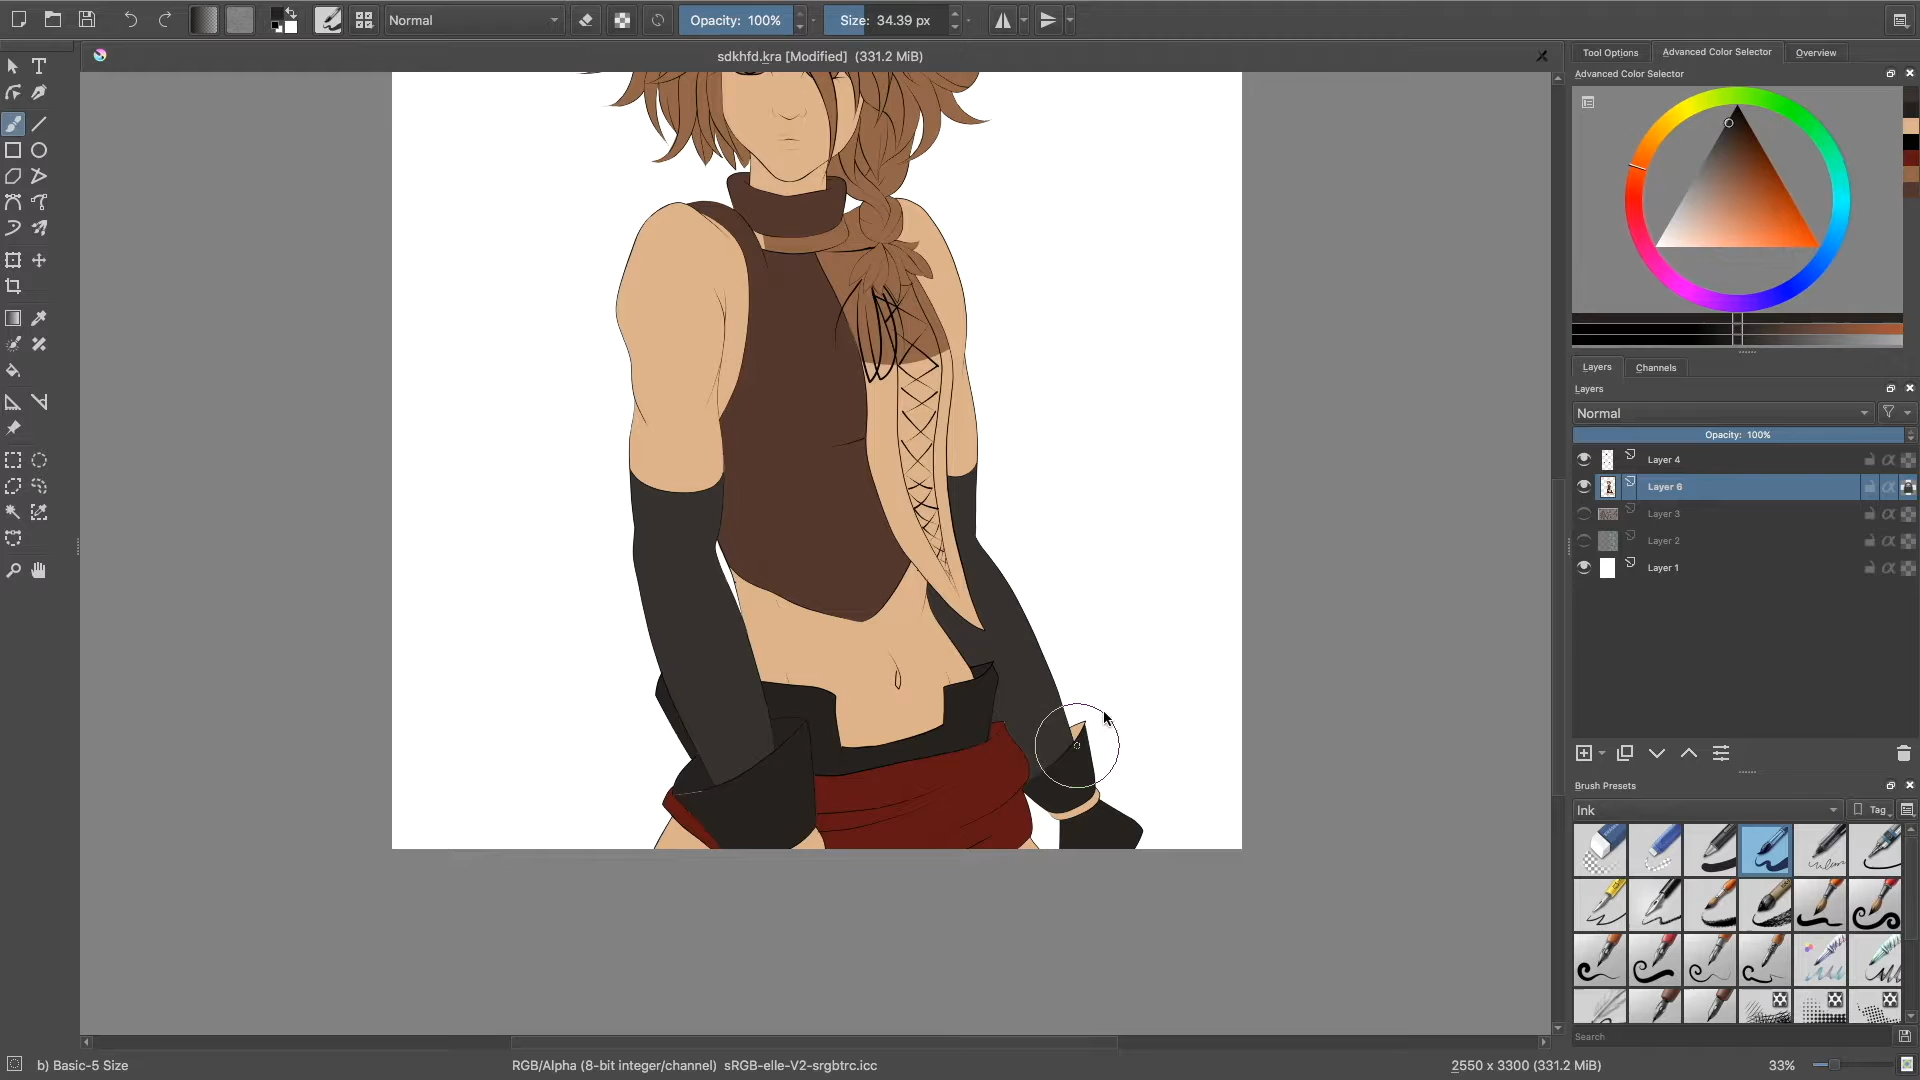 Normal
Opacity: 100%
Size: 34.39 px
sdkhfd.kra [Modified] (331.2 MiB)
Tool Options
Advanced Color Selector
Overview
Advanced Color Selector
Layers
Channels
Layers
Normal
Opacity: 100%
Layer 4
Layer 6
Layer 3
Layer 2
Layer 1
Brush Presets
Ink
Tag
Search
b) Basic-5 Size
RGB/Alpha (8-bit integer/channel) sRGB-elle-V2-srgbtrc.icc
2550 x 3300 (331.2 MiB)
33%